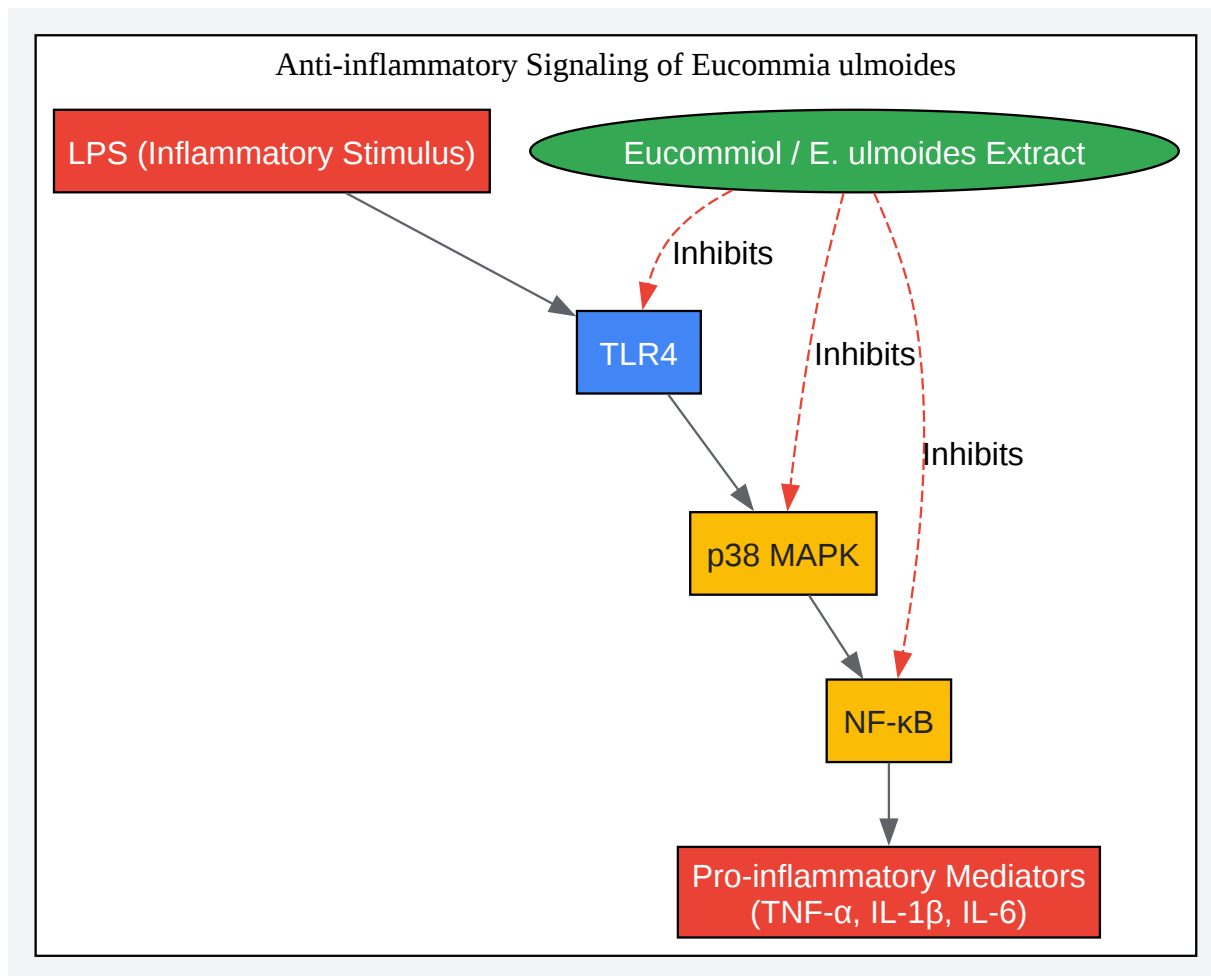 Anti-inflammatory Signaling of Eucommia ulmoides
LPS (Inflammatory Stimulus)
Eucommiol / E. ulmoides Extract
Inhibits
TLR4
Inhibits
Inhibits
p38 MAPK
NF-κB
Pro-inflammatory Mediators
(TNF-α, IL-1β, IL-6)